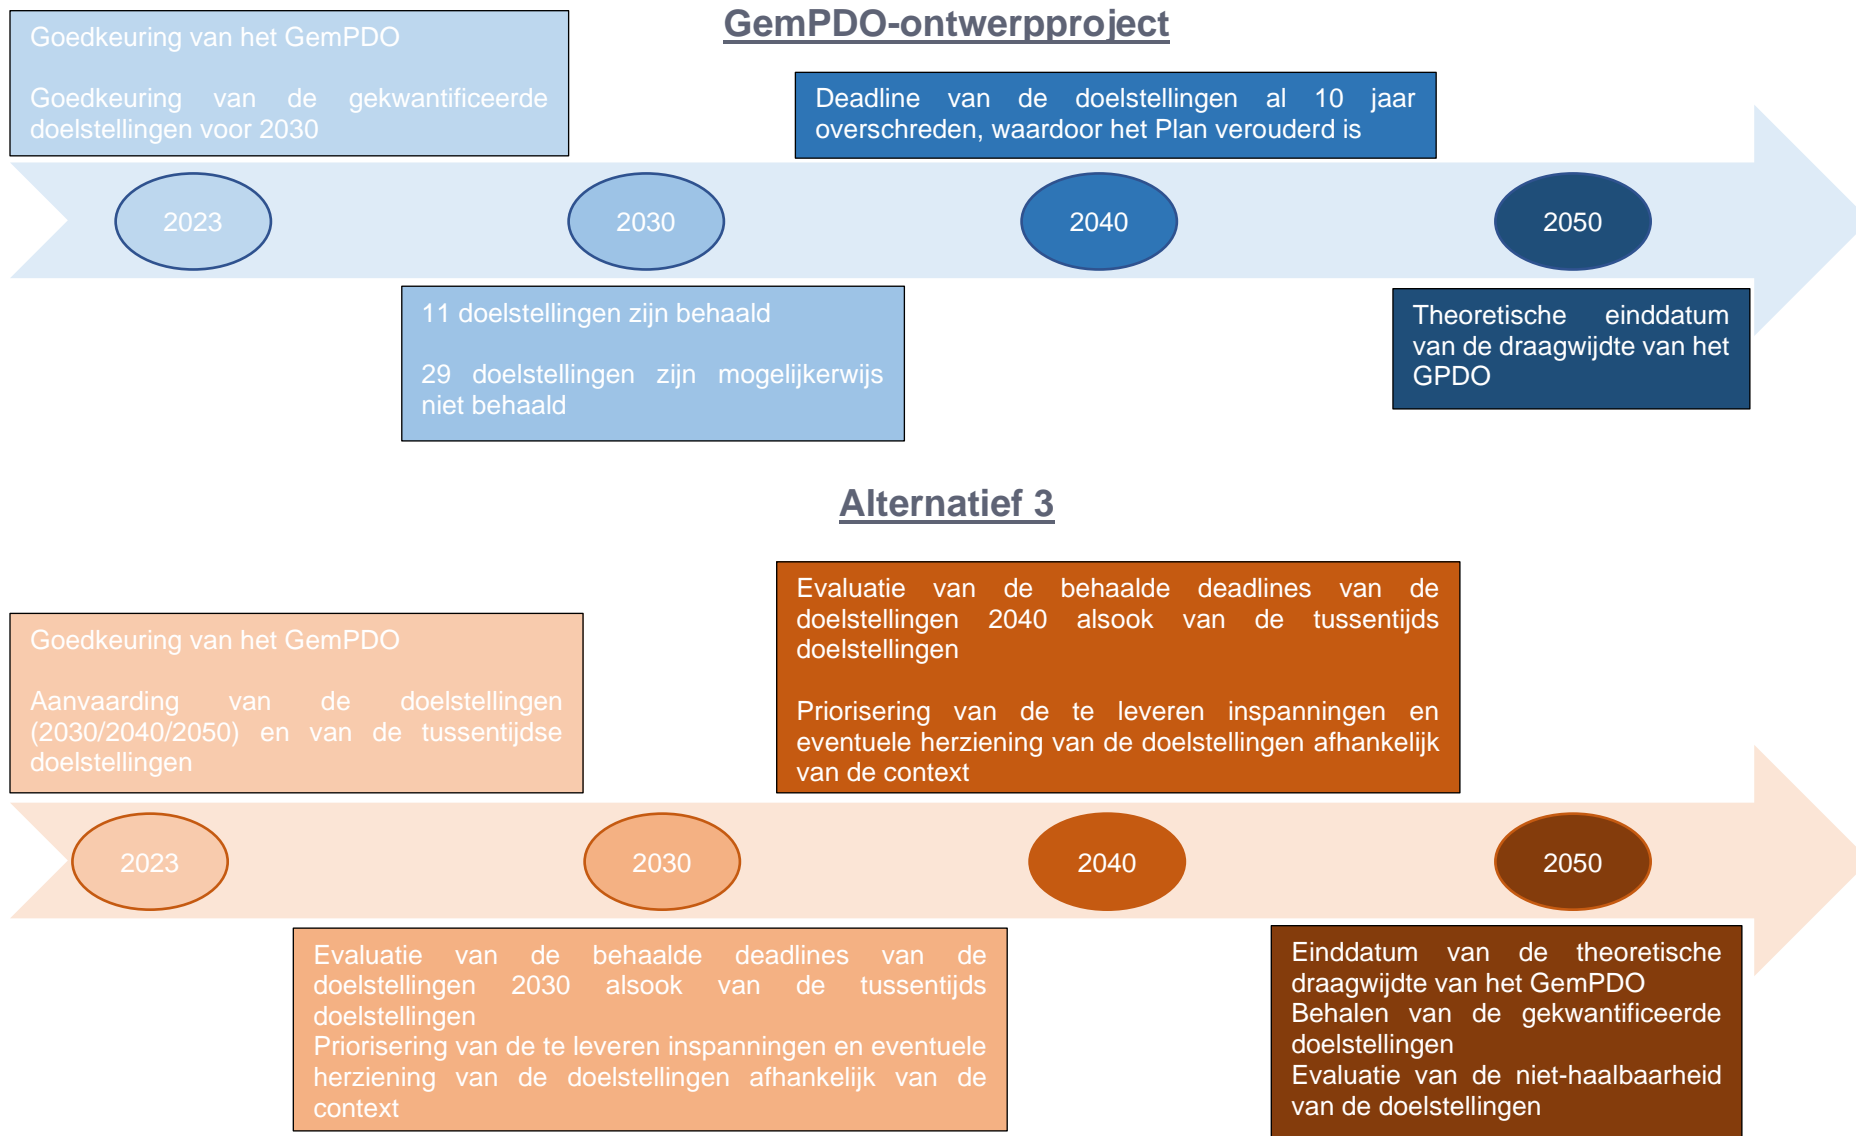 GemPDO-ontwerpproject
Goedkeuring van het GemPDO
Goedkeuring van de gekwantificeerde
doelstellingen voor 2030
Deadline van de doelstellingen al 10 jaar
overschreden, waardoor het Plan verouderd is
2023
2030
2040
2050
11 doelstellingen zijn behaald
29 doelstellingen zijn mogelijkerwijs
niet behaald
Theoretische einddatum
van de draagwijdte van het
GPDO
Alternatief 3
Goedkeuring van het GemPDO
Aanvaarding van de doelstellingen
(2030/2040/2050) en van de tussentijdse
doelstellingen
Evaluatie van de behaalde deadlines van de
doelstellingen 2040 alsook van de tussentijds
doelstellingen
Priorisering van de te leveren inspanningen en
eventuele herziening van de doelstellingen afhankelijk
van de context
2023
2030
2040
2050
Evaluatie van de behaalde deadlines van de
doelstellingen 2030 alsook van de tussentijds
doelstellingen
Priorisering van de te leveren inspanningen en eventuele
herziening van de doelstellingen afhankelijk van de
context
Einddatum van de theoretische
draagwijdte van het GemPDO
Behalen van de gekwantificeerde
doelstellingen
Evaluatie van de niet-haalbaarheid
van de doelstellingen